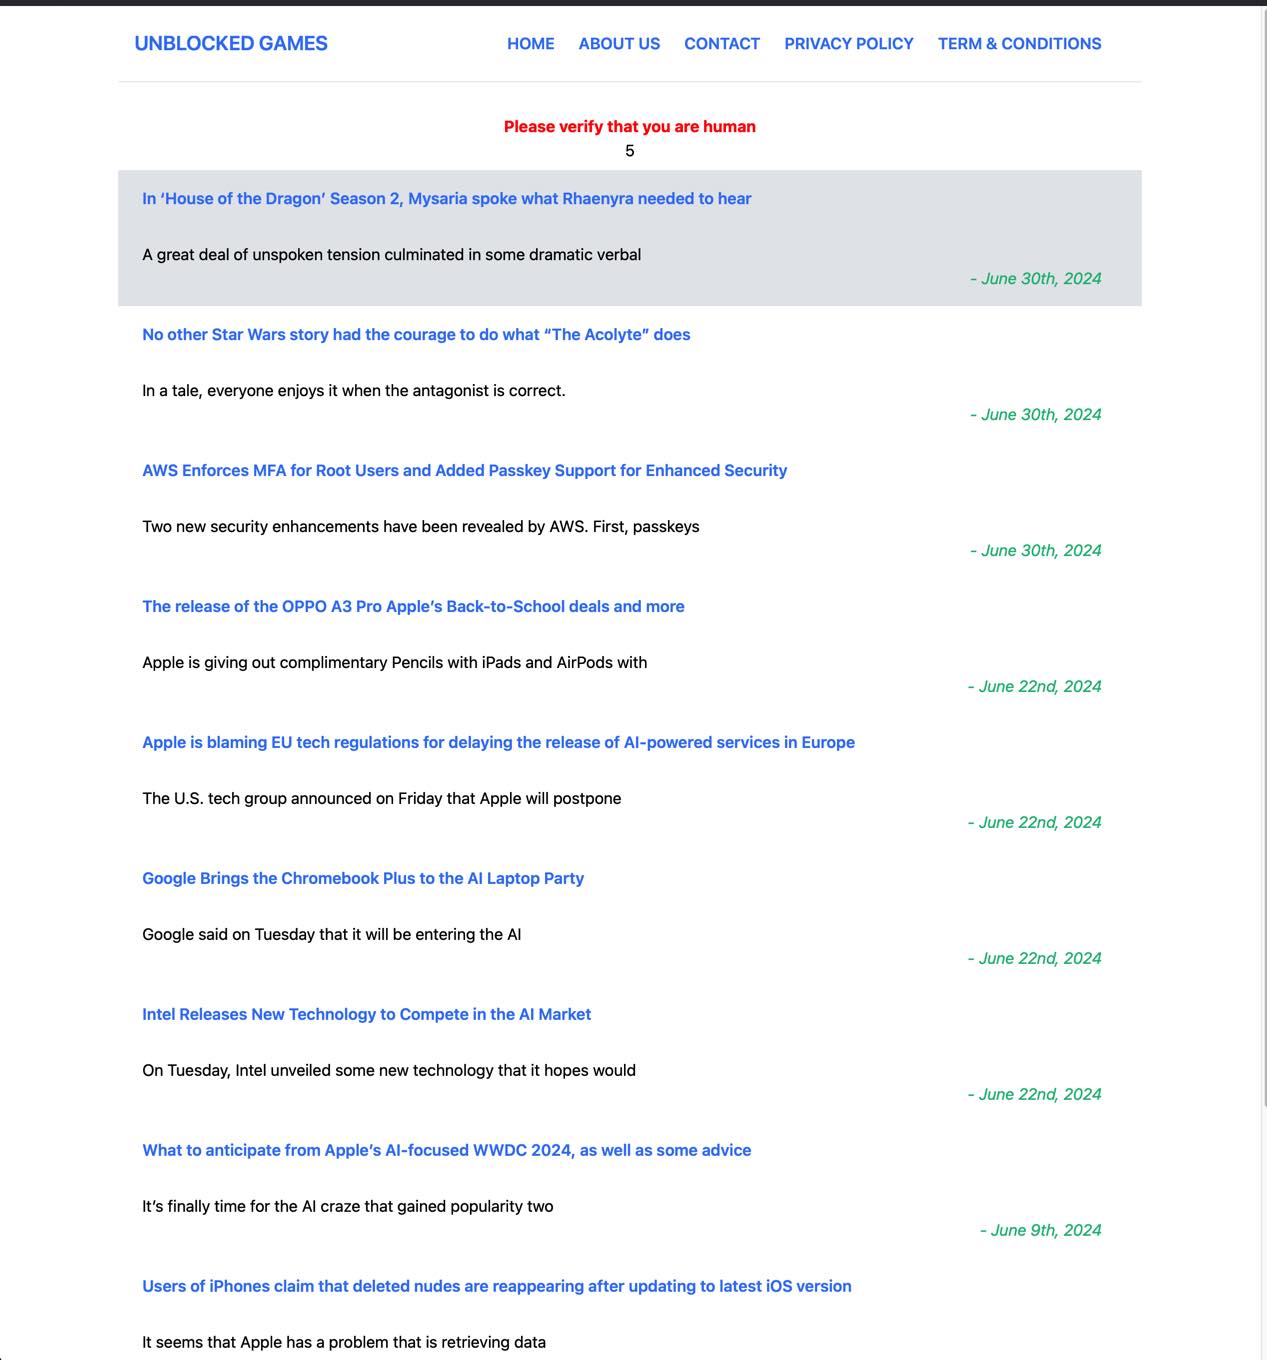 UNBLOCKED GAMES
HOME ABOUT US CONTACT PRIVACY POLICY TERM & CONDITIONS
Please verify that you are human
5
In ‘House of the Dragon’ Season 2, Mysaria spoke what Rhaenyra needed to hear
A great deal of unspoken tension culminated in some dramatic verbal
- June 30th, 2024
No other Star Wars story had the courage to do what “The Acolyte” does
In a tale, everyone enjoys it when the antagonist is correct.
- June 30th, 2024
AWS Enforces MFA for Root Users and Added Passkey Support for Enhanced Security
Two new security enhancements have been revealed by AWS. First, passkeys
- June 30th, 2024
The release of the OPPO A3 Pro Apple’s Back-to-School deals and more
Apple is giving out complimentary Pencils with iPads and AirPods with
- June 22nd, 2024
Apple is blaming EU tech regulations for delaying the release of AI-powered services in Europe
The U.S. tech group announced on Friday that Apple will postpone
- June 22nd, 2024
Google Brings the Chromebook Plus to the AI Laptop Party
Google said on Tuesday that it will be entering the AI
- June 22nd, 2024
Intel Releases New Technology to Compete in the AI Market
On Tuesday, Intel unveiled some new technology that it hopes would
- June 22nd, 2024
What to anticipate from Apple’s AI-focused WWDC 2024, as well as some advice
It’s finally time for the AI craze that gained popularity two
- June 9th, 2024
Users of iPhones claim that deleted nudes are reappearing after updating to latest iOS version
It seems that Apple has a problem that is retrieving data